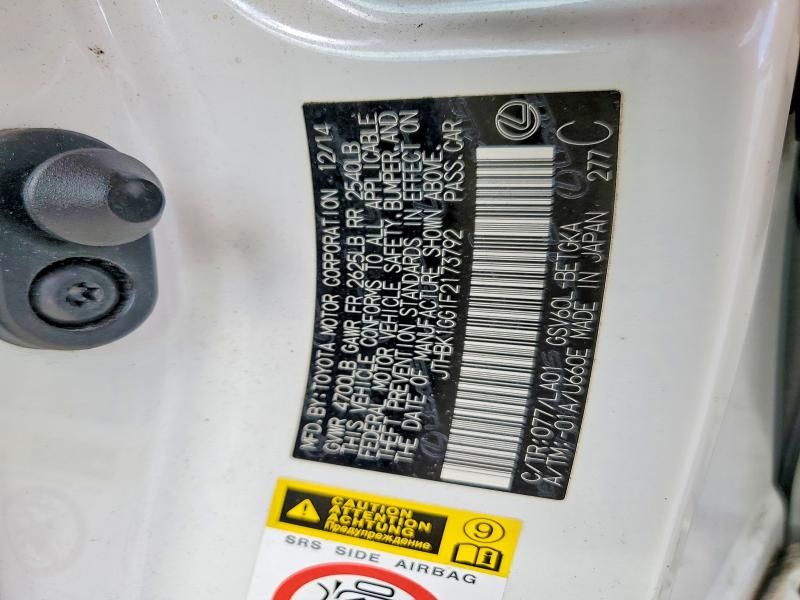 MFD. BY: TOYOTA MOTOR CORPORATION 12/14
GVWR 4700LB GAWR FR 2625LB RR 2540LB
THIS VEHICLE CONFORMS TO ALL APPLICABLE
FEDERAL MOTOR VEHICLE SAFETY, BUMPER, AND
THEFT PREVENTION STANDARDS IN EFFECT ON
THE DATE OF MANUFACTURE SHOWN ABOVE.
JTHBK1GG1F2173792 PASS.CAR
C/TR:077/LA01 GSV60L-BETGKA
A/TM:-01A/U660E MADE IN JAPAN 277 C
CAUTION
ATTENTION
ACHTUNG
Предупреждение
9
i
SRS SIDE AIRBAG